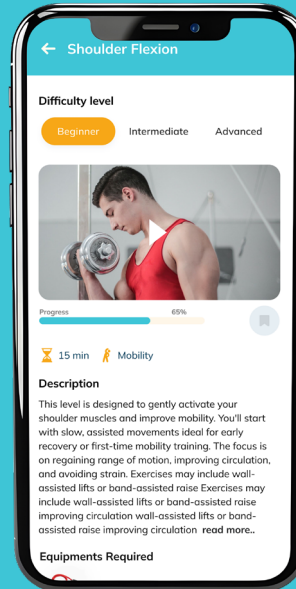 Shoulder Flexion
Difficulty level
Beginner Intermediate Advanced
Progress 65%
15 min Mobility
Description
This level is designed to gently activate your
shoulder muscles and improve mobility. You'll start
with slow, assisted movements ideal for early
recovery or first-time mobility training. The focus is
on regaining range of motion, improving circulation,
and avoiding strain. Exercises may include wall-
assisted lifts or band-assisted raise Exercises may
include wall-assisted lifts or band-assisted raise
improving circulation wall-assisted lifts or band-
assisted raise improving circulation read more..
Equipments Required